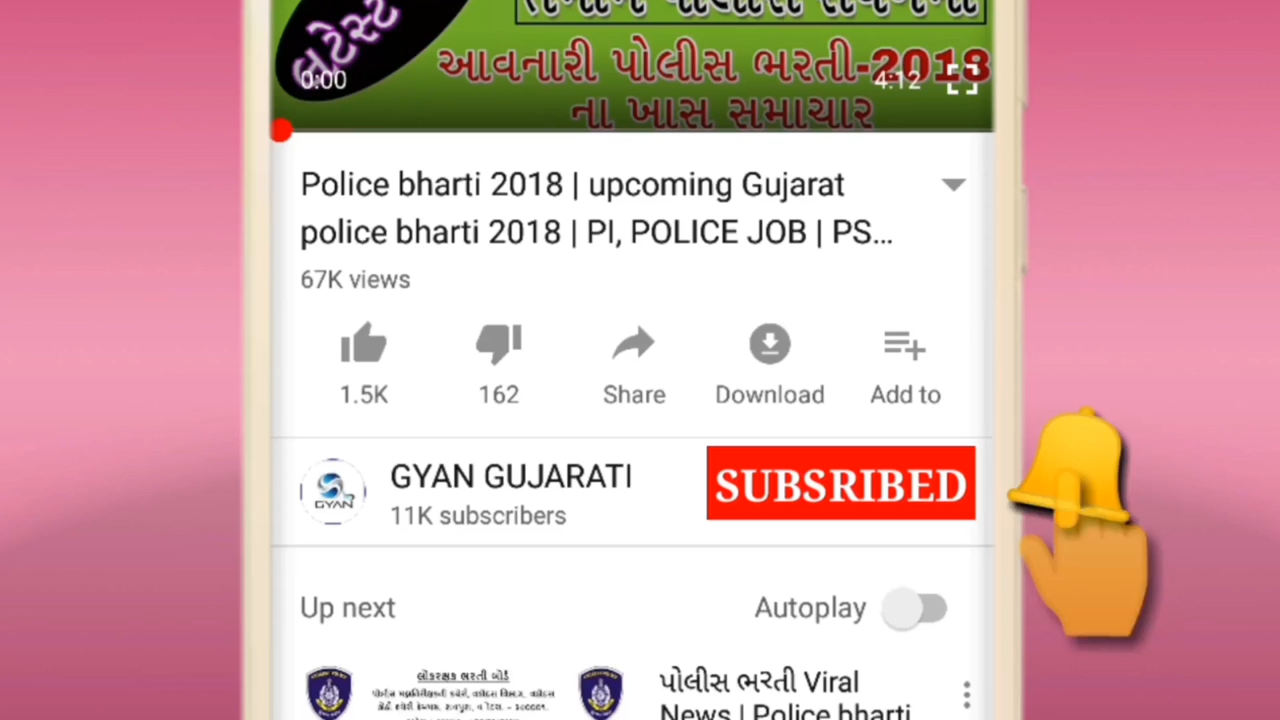 લેટેસ્ટ
આવનારી પોલીસ ભરતી-2018
0:00
4:12
ના ખાસ સમાચાર
Police bharti 2018 | upcoming Gujarat
police bharti 2018 | PI, POLICE JOB | PS...
67K views
1.5K
162
Share
Download
Add to
GYAN
GYAN GUJARATI
11K subscribers
SUBSRIBED
Up next
Autoplay
લોકરક્ષક ભરતી બોર્ડ
પોલીસ ભરતી Viral
News | Police bharti